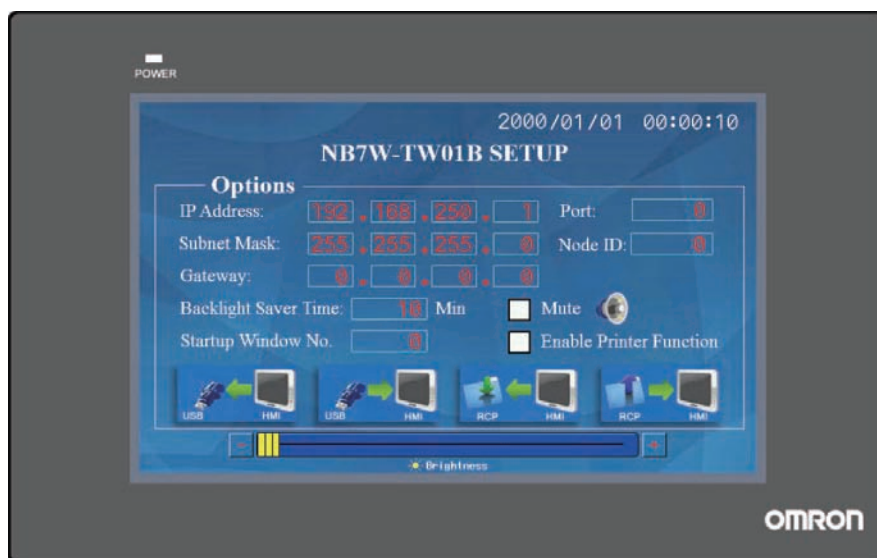 POWER
2000/01/01 00:00:10
NB7W-TW01B SETUP
Options
IP Address: 192 . 168 . 250 . 1 Port: 0
Subnet Mask: 255 . 255 . 255 . 0 Node ID: 0
Gateway: 0 . 0 . 0 . 0
Backlight Saver Time: 10 Min Mute
Startup Window No. 0 Enable Printer Function
USB HMI USB HMI RCP HMI RCP HMI
- +
Brightness
OMRON